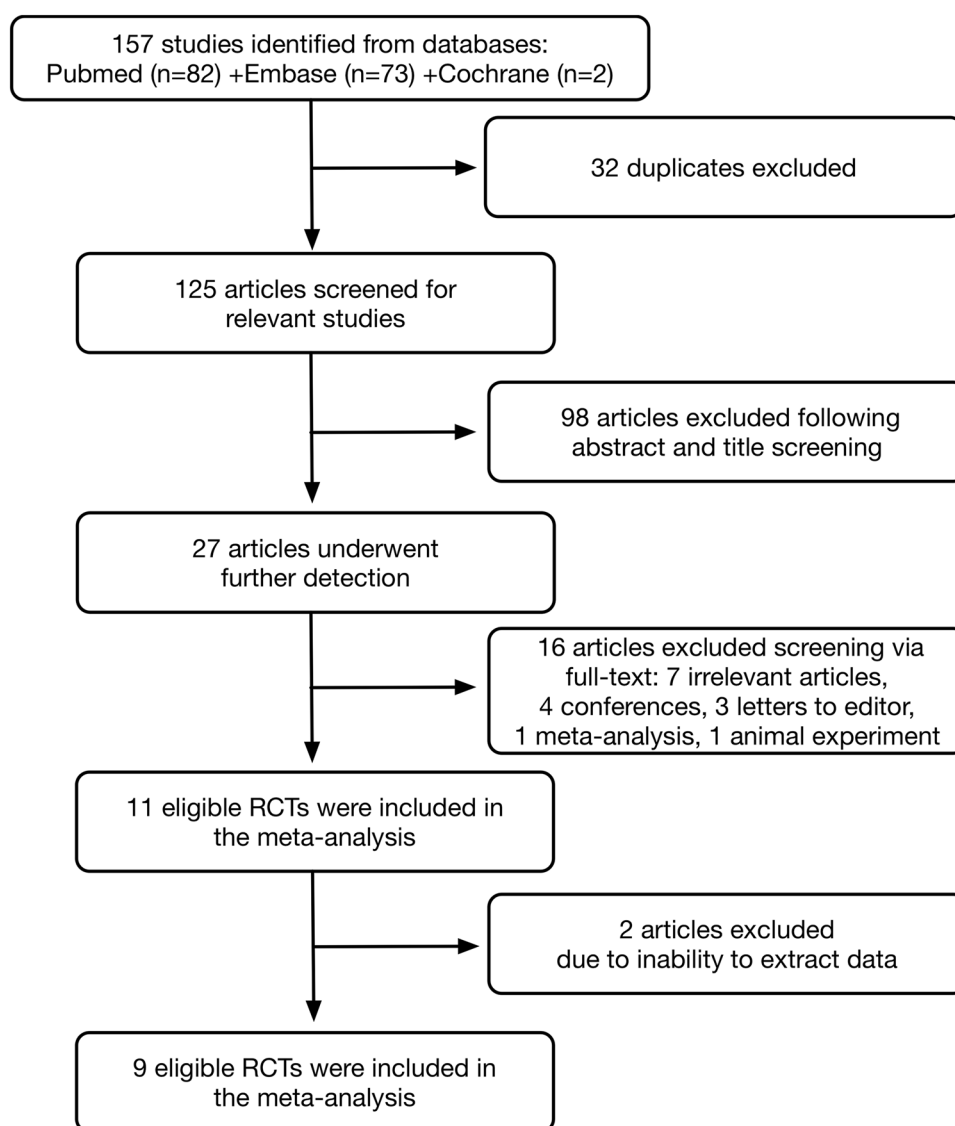 157 studies identified from databases:
Pubmed (n=82) +Embase (n=73) +Cochrane (n=2)
32 duplicates excluded
125 articles screened for
relevant studies
98 articles excluded following
abstract and title screening
27 articles underwent
further detection
16 articles excluded screening via
full-text: 7 irrelevant articles,
4 conferences, 3 letters to editor,
1 meta-analysis, 1 animal experiment
11 eligible RCTs were included in
the meta-analysis
2 articles excluded
due to inability to extract data
9 eligible RCTs were included in
the meta-analysis